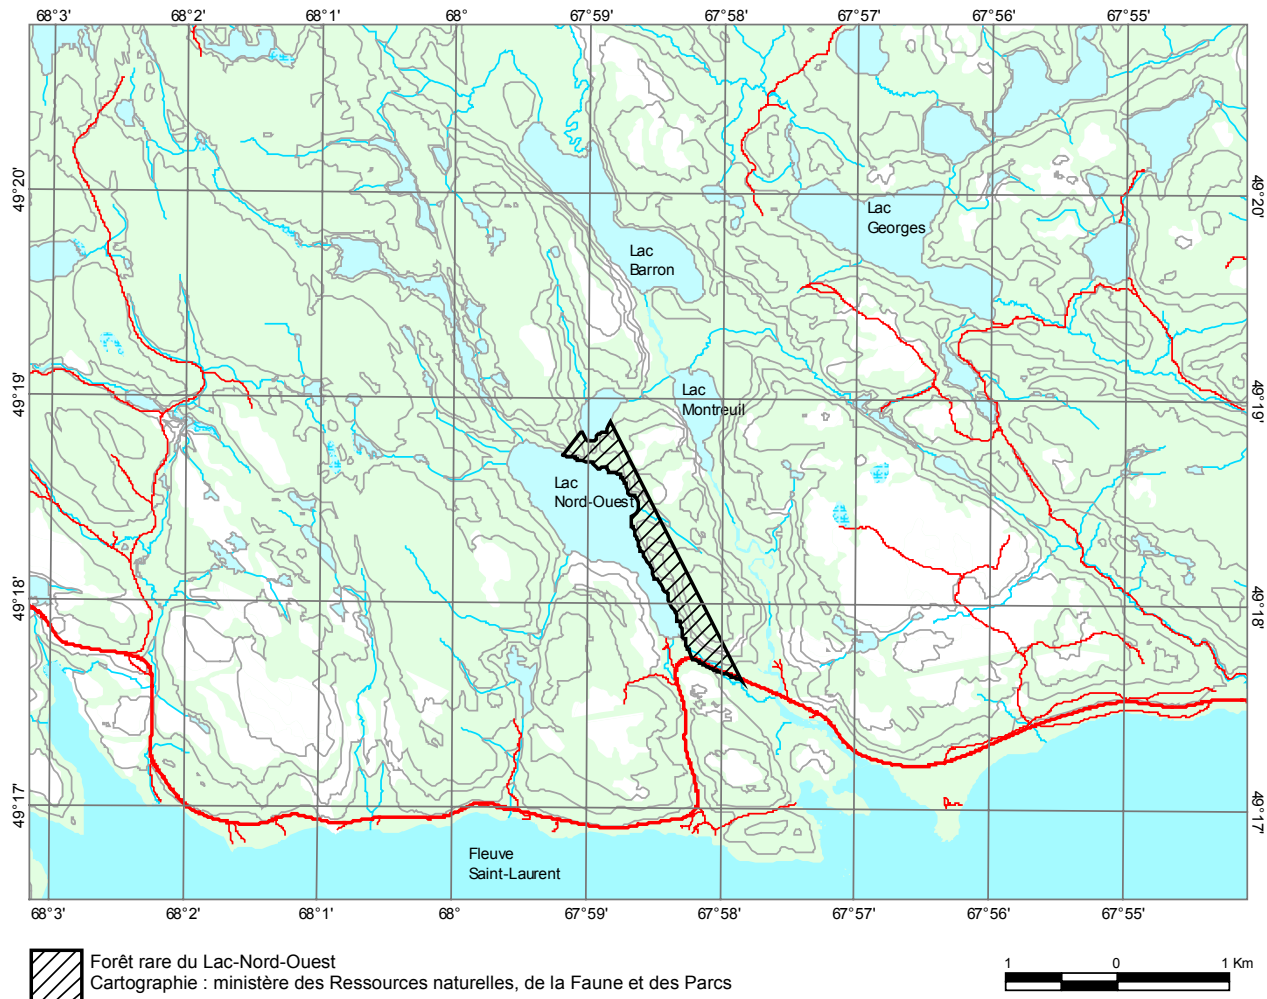 68°3'
68°2'
68°1'
68°
67°59'
67°58'
67°57'
67°56'
67°55'
49°20'
49°20'
Lac
Georges
Lac
Barron
49°19'
49°19'
Lac
Montreuil
Lac
Nord-Ouest
49°18'
49°18'
49°17'
49°17'
Fleuve
Saint-Laurent
68°3'
68°2'
68°1'
68°
67°59'
67°58'
67°57'
67°56'
67°55'
Forêt rare du Lac-Nord-Ouest
Cartographie : ministère des Ressources naturelles, de la Faune et des Parcs
1 0 1 Km